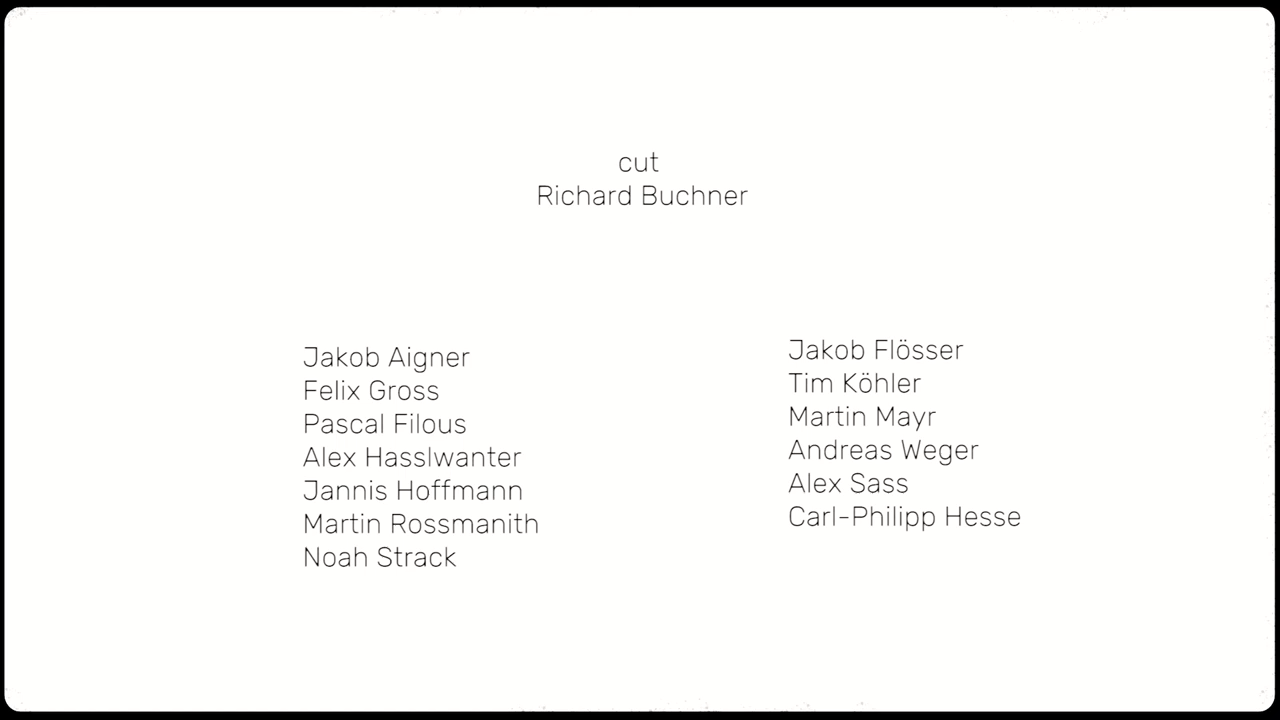 cut
Richard Buchner
Jakob Aigner
Felix Gross
Pascal Filous
Alex Hasslwanter
Jannis Hoffmann
Martin Rossmanith
Noah Strack
Jakob Flösser
Tim Köhler
Martin Mayr
Andreas Weger
Alex Sass
Carl-Philipp Hesse